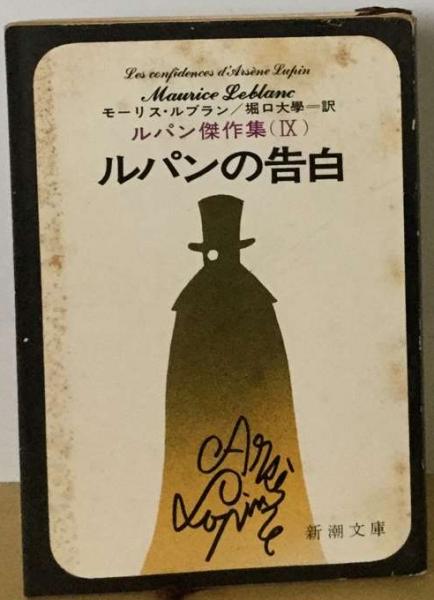 Les confidences d'Arsène Lupin
Maurice Leblanc
モーリス・ルブラン/堀口大學=訳
ルパン傑作集(IX)
ルパンの告白
Arsène
Lupin
新潮文庫